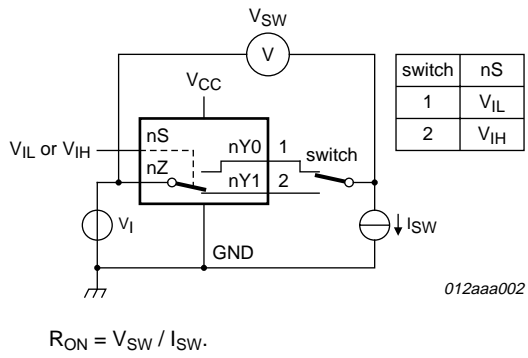 V_SW
V
V_CC
switch nS
1 V_IL
2 V_IH
V_IL or V_IH
nS
nY0 1
switch
nZ
nY1 2
V_I
I_SW
GND
012aaa002
R_ON = V_SW / I_SW.